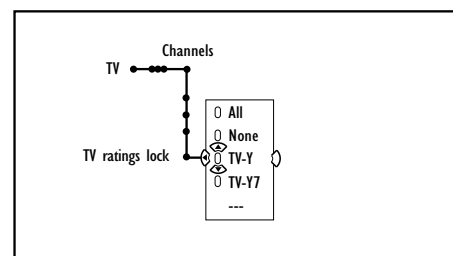 Channels
TV
All
None
TV ratings lock
TV-Y
TV-Y7
---